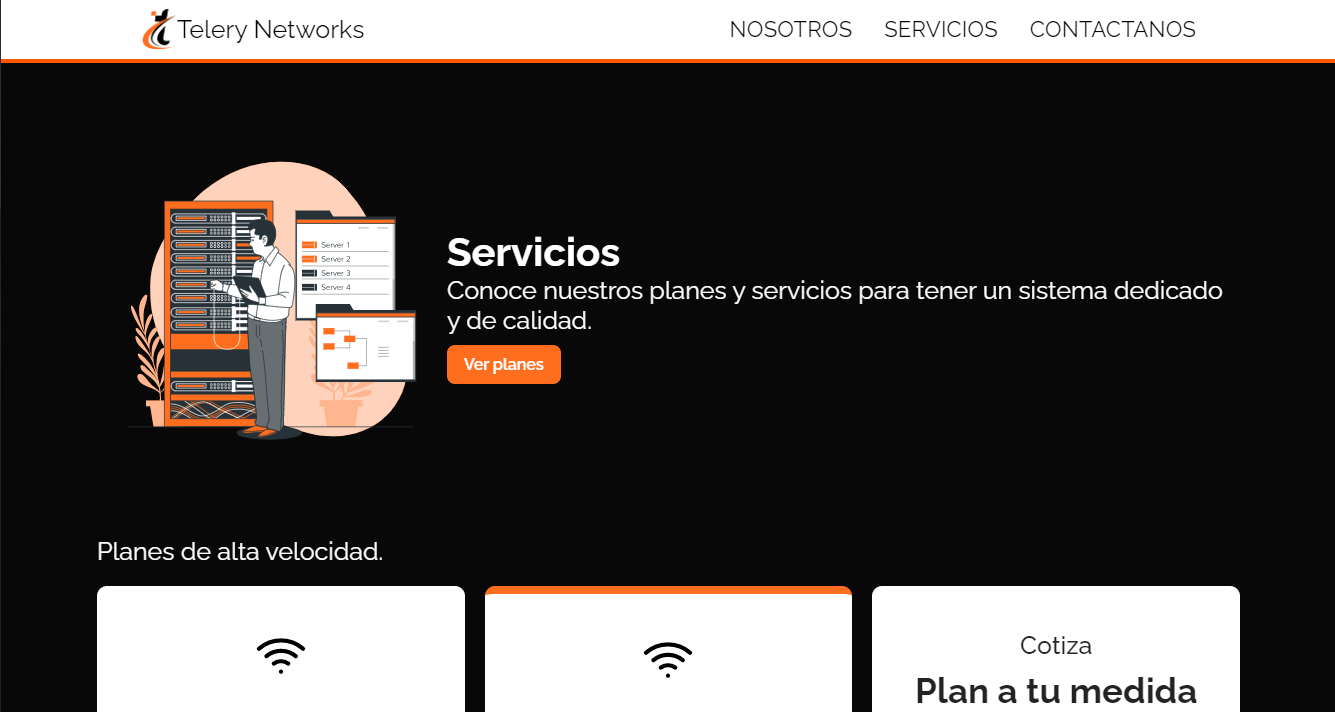 Telery Networks
NOSOTROS
SERVICIOS
CONTACTANOS
Server 1
Server 2
Server 3
Server 4
Servicios
Conoce nuestros planes y servicios para tener un sistema dedicado
y de calidad.
Ver planes
Planes de alta velocidad.
Cotiza
Plan a tu medida